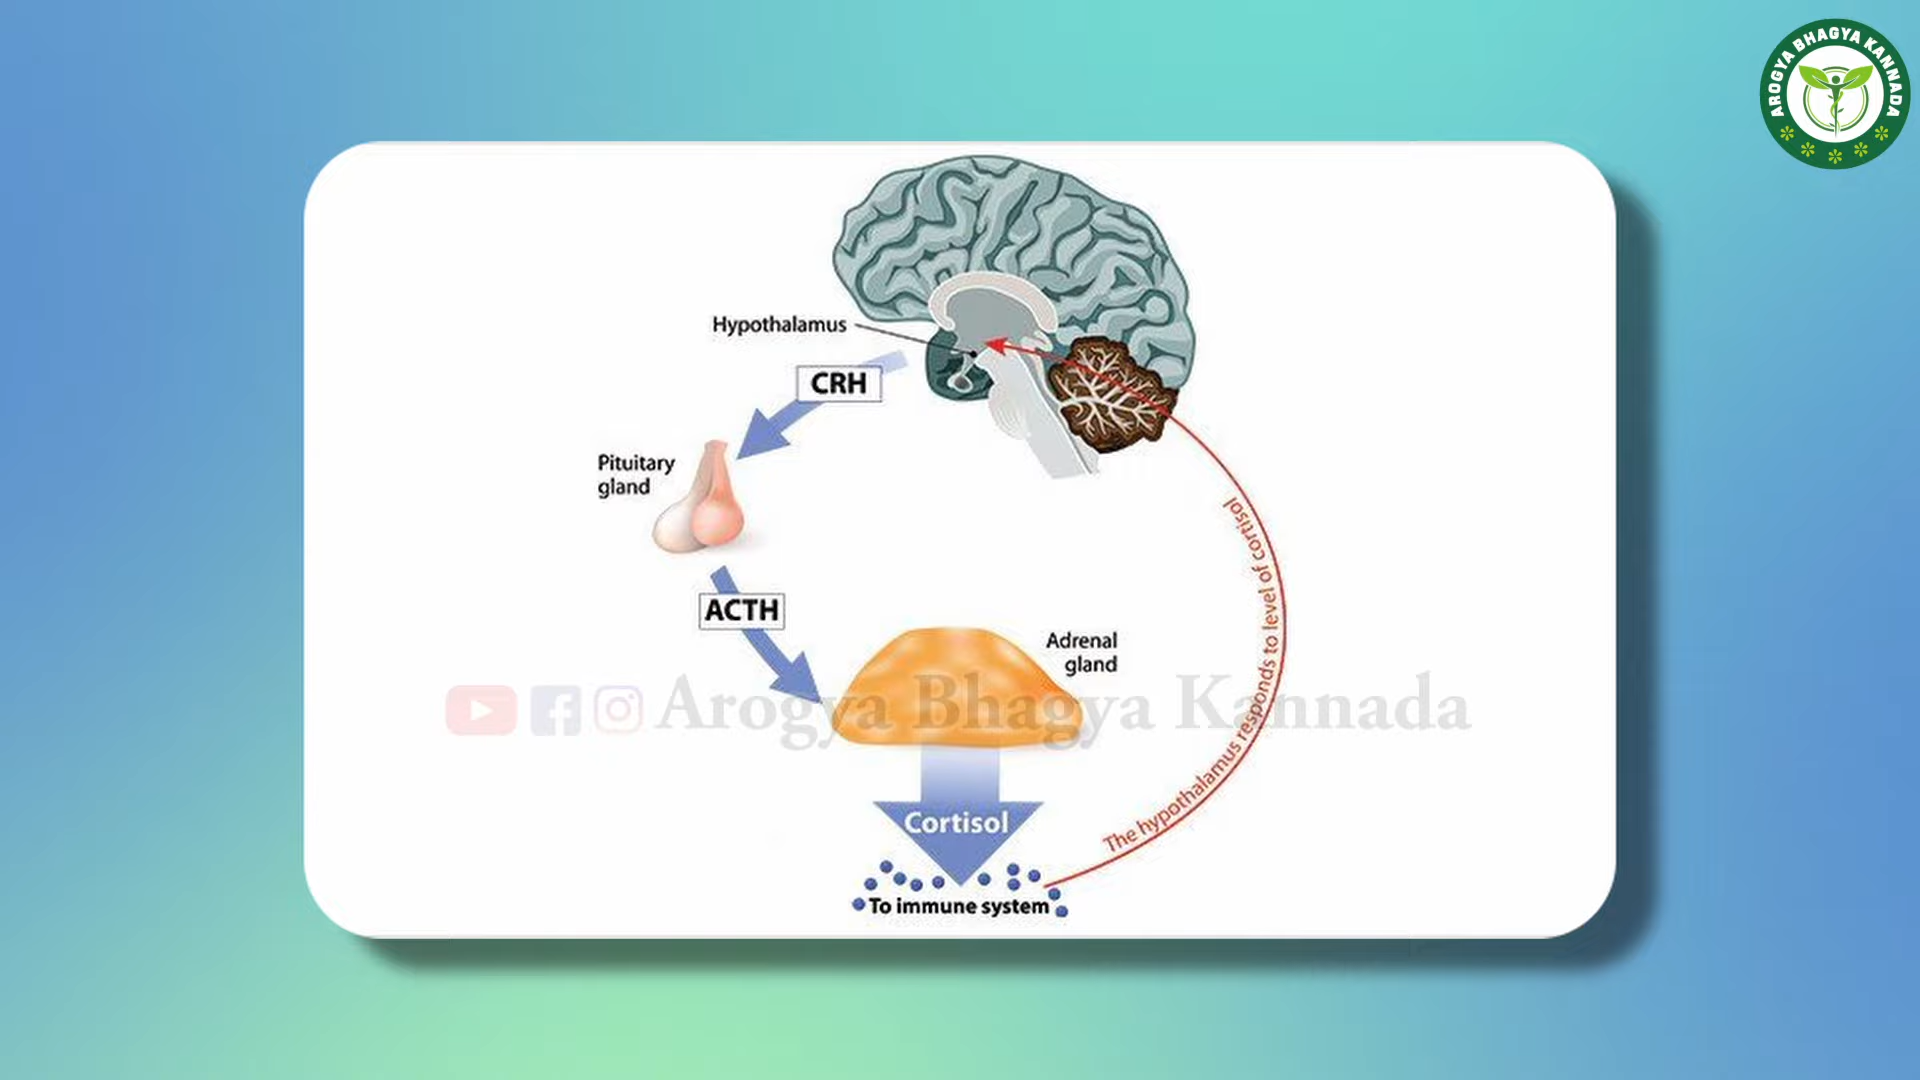 AROGYA BHAGYA KANNADA
Hypothalamus
CRH
Pituitary
gland
ACTH
Adrenal
gland
Arogya Bhagya Kannada
Cortisol
The hypothalamus responds to level of cortisol
To immune system